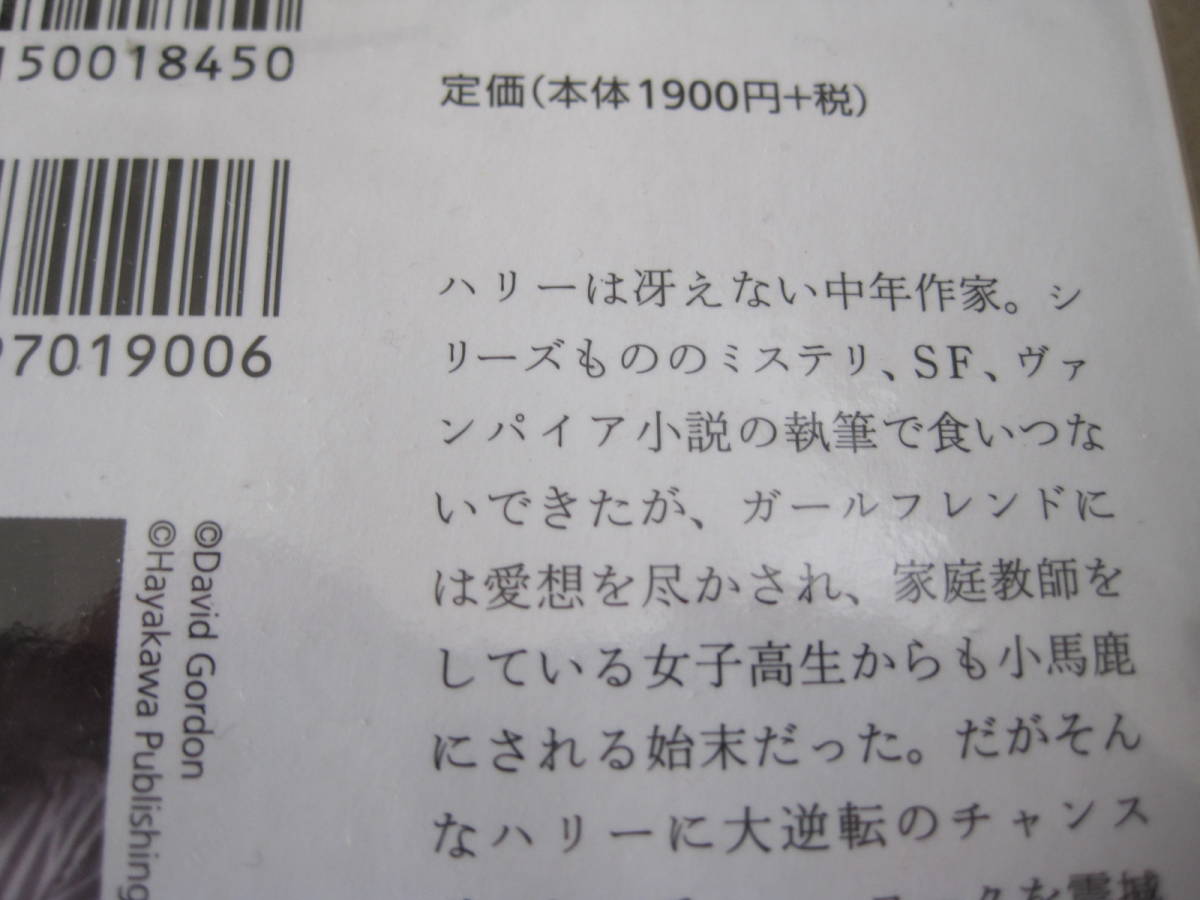 150018450
定価(本体1900円+税)
97019006
ハリーは冴えない中年作家。シ
リーズもののミステリ、SF、ヴァ
ンパイア小説の執筆で食いつな
いできたが、ガールフレンドに
は愛想を尽かされ、家庭教師を
している女子高生からも小馬鹿
にされる始末だった。だがそん
なハリーに大逆転のチャンス
クを震撼
©David Gordon
©Hayakawa Publishing